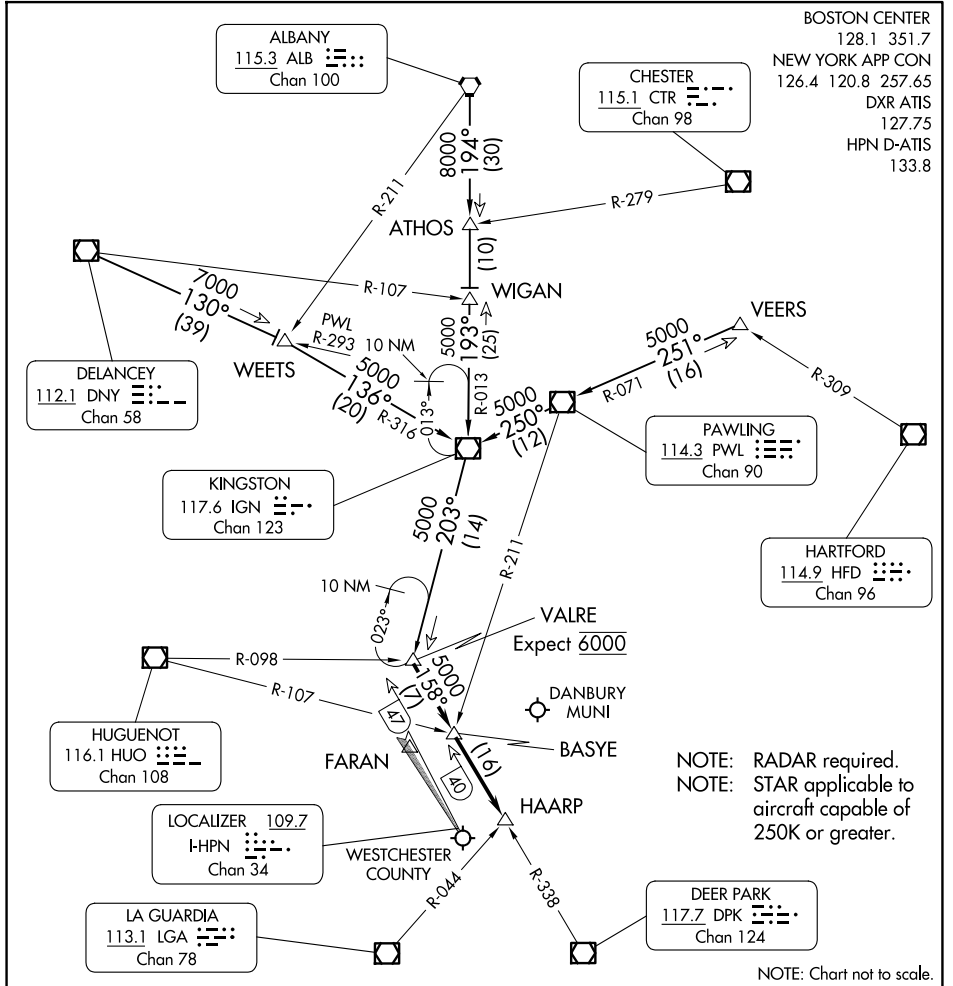 BOSTON CENTER
128.1 351.7
NEW YORK APP CON
126.4 120.8 257.65
DXR ATIS
127.75
HPN D-ATIS
133.8
ALBANY
115.3 ALB
Chan 100
CHESTER
115.1 CTR
Chan 98
8000
194°
(30)
R-211
R-279
ATHOS
(10)
R-107
WIGAN
VEERS
7000
130°
(39)
PWL
R-293
10 NM
5000
193°
(25)
5000
251°
(16)
R-071
WEETS
5000
136°
(20)
R-316
013°
R-013
5000
250°
(12)
R-309
DELANCEY
112.1 DNY
Chan 58
PAWLING
114.3 PWL
Chan 90
KINGSTON
117.6 IGN
Chan 123
5000
203°
(14)
R-211
HARTFORD
114.9 HFD
Chan 96
10 NM
023°
VALRE
Expect 6000
R-098
5000
158°
(7)
R-107
47
DANBURY
MUNI
HUGUENOT
116.1 HUO
Chan 108
FARAN
(16)
BASYE
40
HAARP
NOTE: RADAR required.
NOTE: STAR applicable to
aircraft capable of
250K or greater.
LOCALIZER 109.7
I-HPN
Chan 34
WESTCHESTER
COUNTY
R-044
R-338
LA GUARDIA
113.1 LGA
Chan 78
DEER PARK
117.7 DPK
Chan 124
NOTE: Chart not to scale.